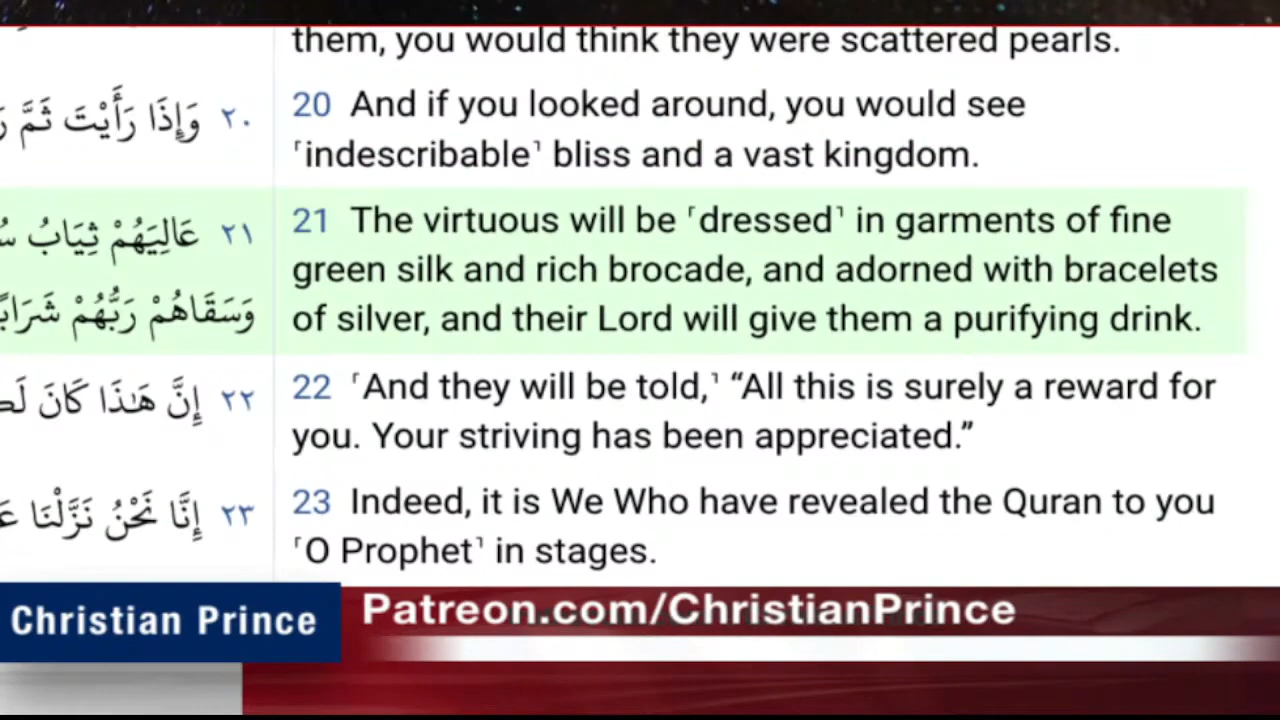 them, you would think they were scattered pearls.
وَإِذَا رَأَيْتَ ثَمَّ ٢٠
20 And if you looked around, you would see
⸢indescribable⸣ bliss and a vast kingdom.
عَالِيَهُمْ ثِيَابُ ٢١
21 The virtuous will be ⸢dressed⸣ in garments of fine
green silk and rich brocade, and adorned with bracelets
وَسَقَاهُمْ رَبُّهُمْ
of silver, and their Lord will give them a purifying drink.
إِنَّ هَـٰذَا كَانَ ٢٢
22 ⸢And they will be told,⸣ “All this is surely a reward for
you. Your striving has been appreciated.”
إِنَّا نَحْنُ نَزَّلْنَا ٢٣
23 Indeed, it is We Who have revealed the Quran to you
⸢O Prophet⸣ in stages.
Christian Prince
Patreon.com/ChristianPrince